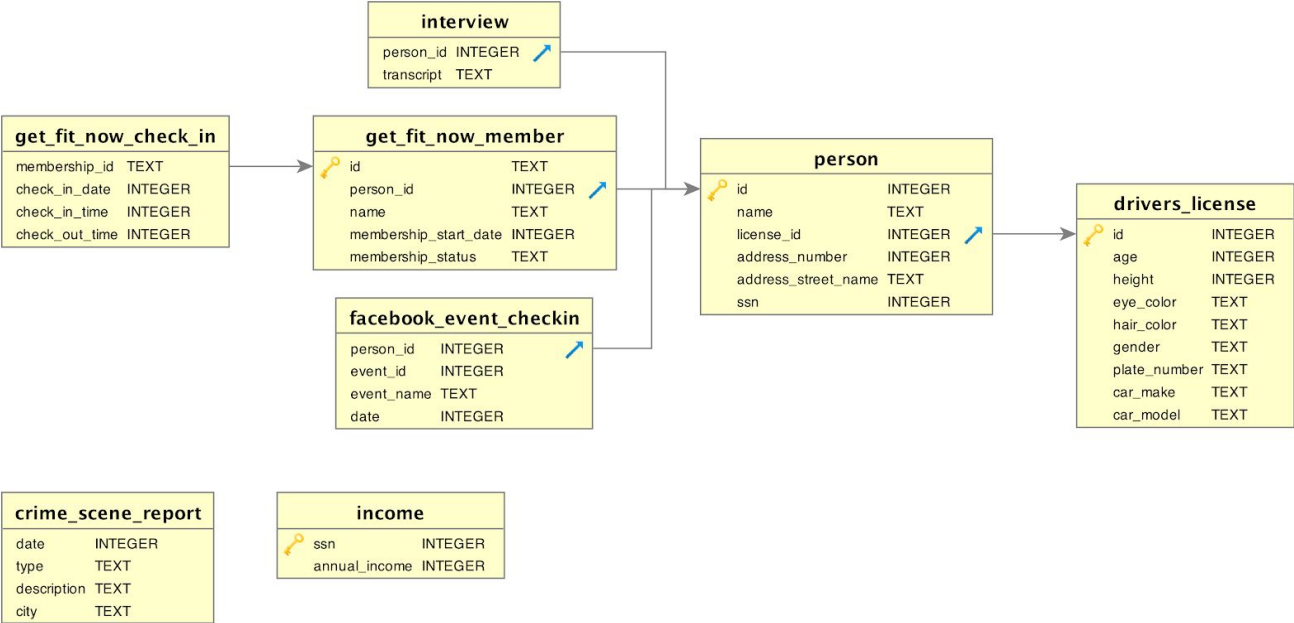 interview
person_id INTEGER
transcript TEXT
get_fit_now_check_in
membership_id TEXT
check_in_date INTEGER
check_in_time INTEGER
check_out_time INTEGER
get_fit_now_member
id TEXT
person_id INTEGER
name TEXT
membership_start_date INTEGER
membership_status TEXT
person
id INTEGER
name TEXT
license_id INTEGER
address_number INTEGER
address_street_name TEXT
ssn INTEGER
drivers_license
id INTEGER
age INTEGER
height INTEGER
eye_color TEXT
hair_color TEXT
gender TEXT
plate_number TEXT
car_make TEXT
car_model TEXT
facebook_event_checkin
person_id INTEGER
event_id INTEGER
event_name TEXT
date INTEGER
crime_scene_report
date INTEGER
type TEXT
description TEXT
city TEXT
income
ssn INTEGER
annual_income INTEGER